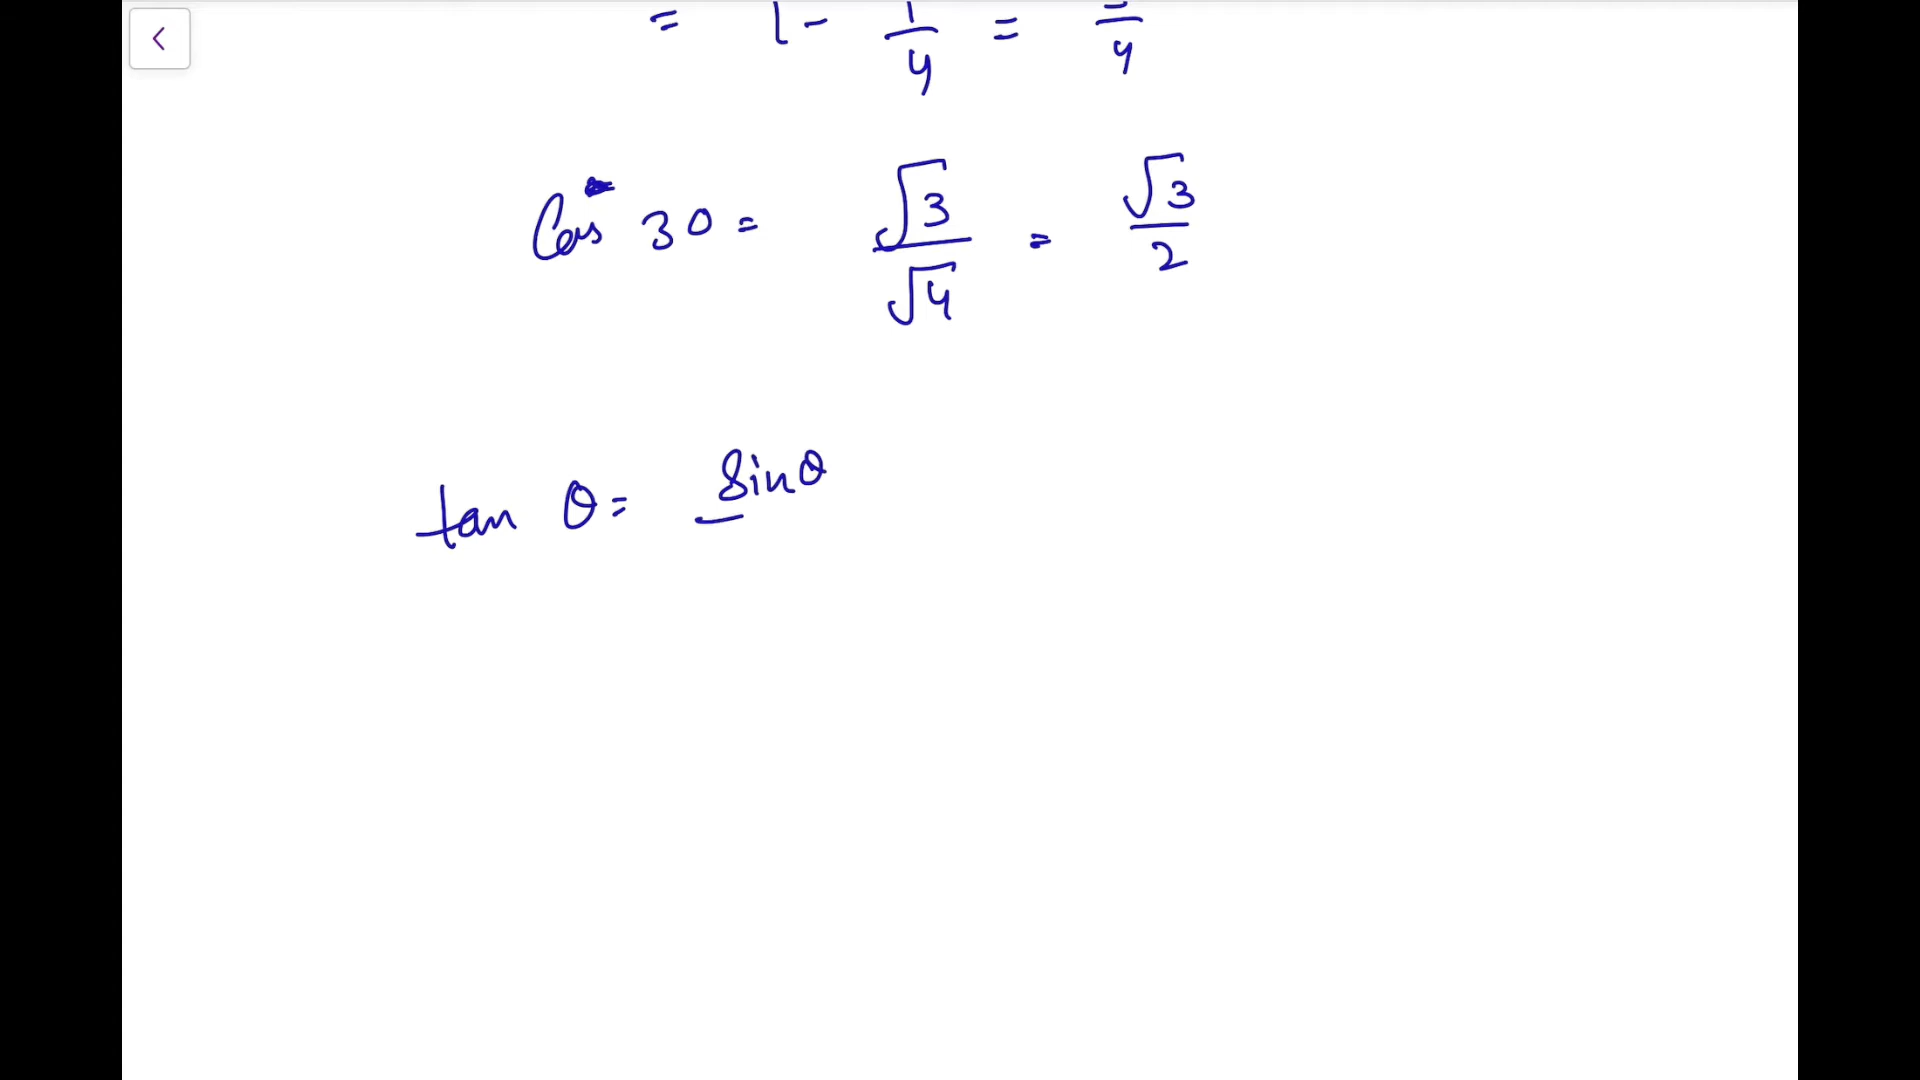 = 1 - 1/4 = 3/4
Cos 30 = √3/√4 = √3/2
tan θ = sinθ